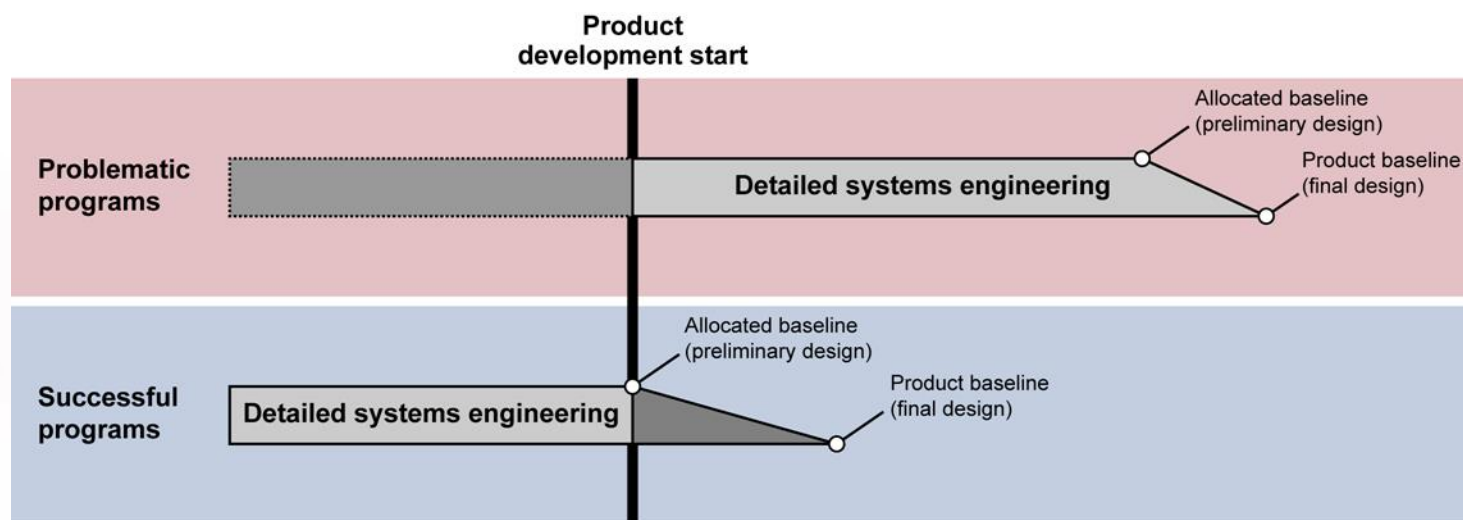 Product
development start
Allocated baseline
(preliminary design)
Problematic
programs
Detailed systems engineering
Product baseline
(final design)
Allocated baseline
(preliminary design)
Successful
programs
Detailed systems engineering
Product baseline
(final design)